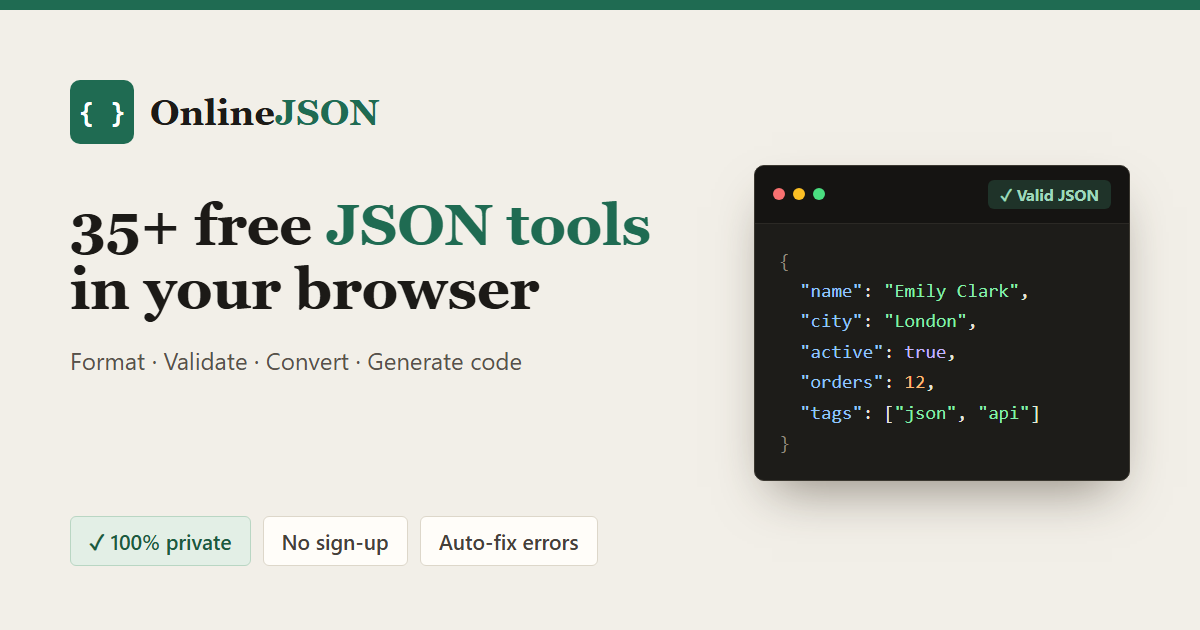 { }
OnlineJSON
35+ free JSON tools
in your browser
Format · Validate · Convert · Generate code
✓ 100% private
No sign-up
Auto-fix errors
✓ Valid JSON
{
  "name": "Emily Clark",
  "city": "London",
  "active": true,
  "orders": 12,
  "tags": ["json", "api"]
}